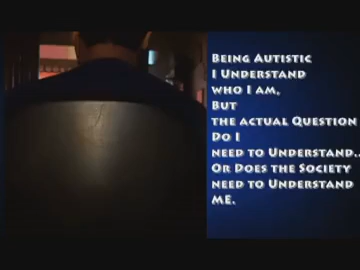 Being Autistic
I Understand
who I am,
But
the actual Question
Do I
need to Understand..
Or Does the Society
need to Understand
me.